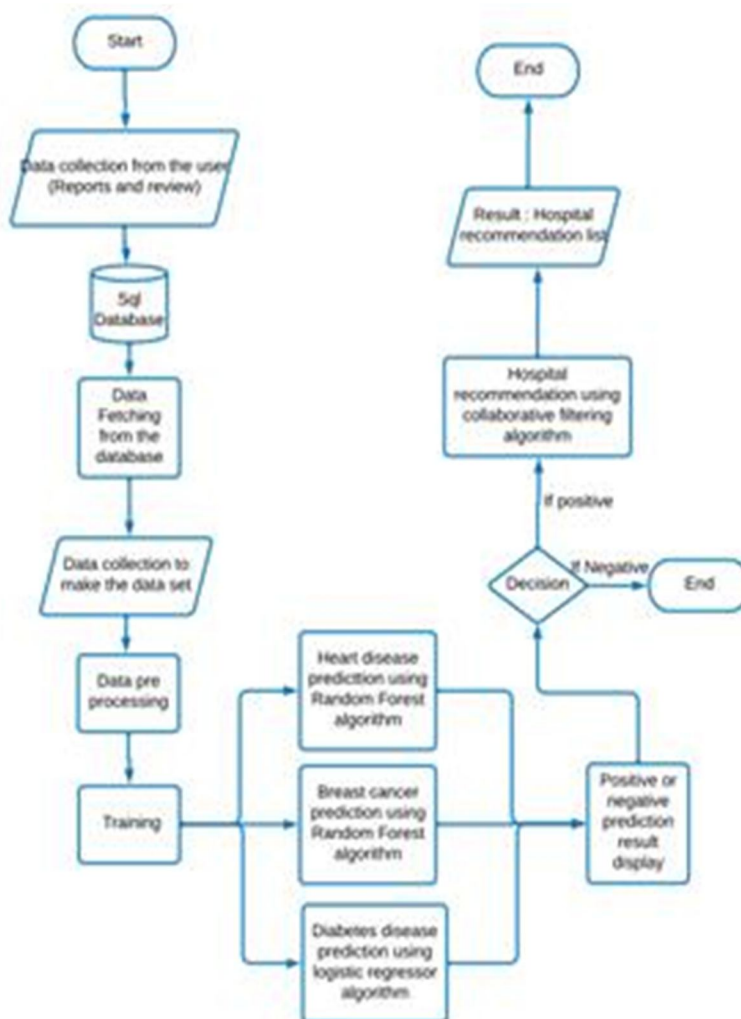 Start
Data collection from the user
(Reports and review)
Sql
Database
Data
Fetching
from the
database
Data collection to
make the data set
Data pre
processing
Training
Heart disease
predicttion using
Random Forest
algorithm
Breast cancer
prediction using
Random Forest
algorithm
Diabetes disease
prediction using
logistic regressor
algorithm
Positive or
negative
prediction
result
display
Decision
If Negative
End
If positive
Hospital
recommendation using
collaborative filtering
algorithm
Result : Hospital
recommendation list
End